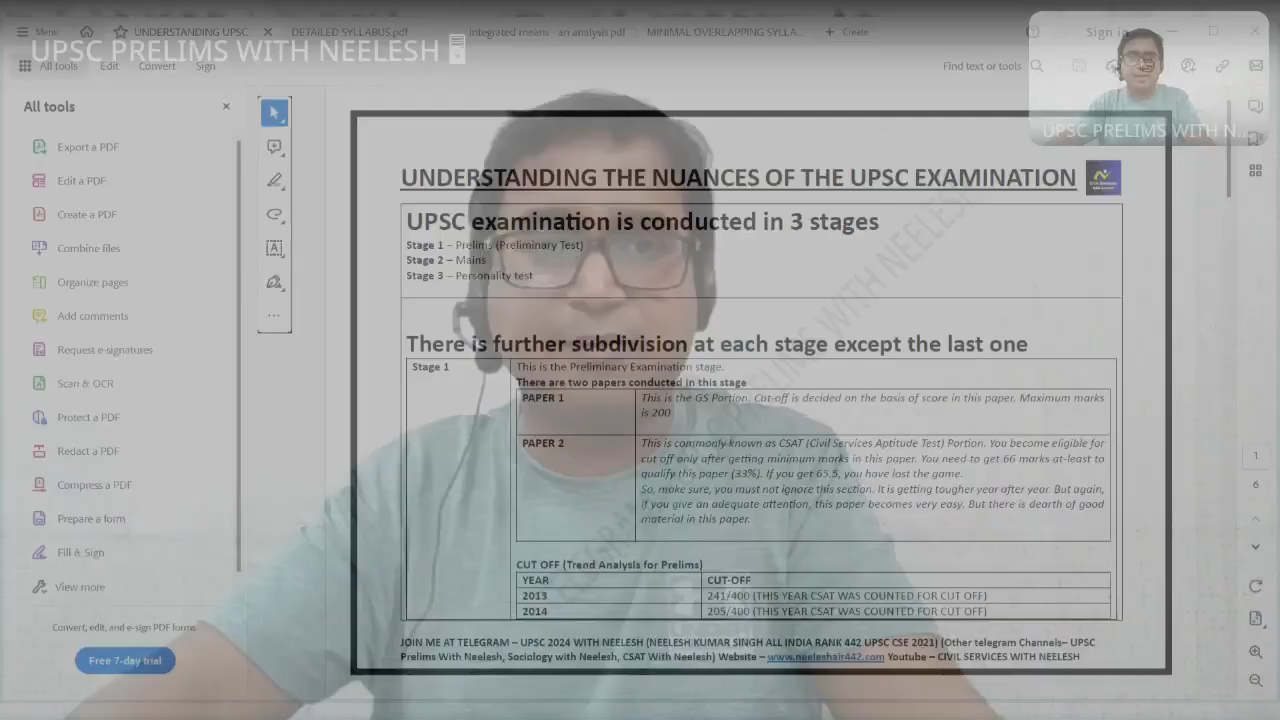 Menu
UNDERSTANDING UPSC.
DETAILED SYLLABUS.pdf
Integrated means - an analysis.pdf
MINIMAL OVERLAPPING SYLLA...
Create
Sign in
UPSC PRELIMS WITH NEELESH
All tools
Edit
Convert
Sign
Find text or tools
UPSC PRELIMS WITH N...
All tools
Export a PDF
Edit a PDF
Create a PDF
Combine files
Organize pages
Add comments
Request e-signatures
Scan & OCR
Protect a PDF
Redact a PDF
Compress a PDF
Prepare a form
Fill & Sign
View more
Convert, edit, and e-sign PDF forms.
Free 7-day trial
UNDERSTANDING THE NUANCES OF THE UPSC EXAMINATION
UPSC examination is conducted in 3 stages
Stage 1 – Prelims (Preliminary Test)
Stage 2 – Mains
Stage 3 – Personality test
There is further subdivision at each stage except the last one
Stage 1
This is the Preliminary Examination stage.
There are two papers conducted in this stage
PAPER 1
This is the GS Portion. Cut-off is decided on the basis of score in this paper. Maximum marks
is 200
PAPER 2
This is commonly known as CSAT (Civil Services Aptitude Test) Portion. You become eligible for
cut off only after getting minimum marks in this paper. You need to get 66 marks at-least to
qualify this paper (33%). If you get 65.5, you have lost the game.
So, make sure, you must not ignore this section. It is getting tougher year after year. But again,
if you give an adequate attention, this paper becomes very easy. But there is dearth of good
material in this paper.
CUT OFF (Trend Analysis for Prelims)
YEAR
CUT-OFF
2013
241/400 (THIS YEAR CSAT WAS COUNTED FOR CUT OFF)
2014
205/400 (THIS YEAR CSAT WAS COUNTED FOR CUT OFF)
JOIN ME AT TELEGRAM – UPSC 2024 WITH NEELESH (NEELESH KUMAR SINGH ALL INDIA RANK 442 UPSC CSE 2021) (Other telegram Channels– UPSC
Prelims With Neelesh, Sociology with Neelesh, CSAT With Neelesh) Website – www.neeleshair442.com Youtube – CIVIL SERVICES WITH NEELESH
1
6